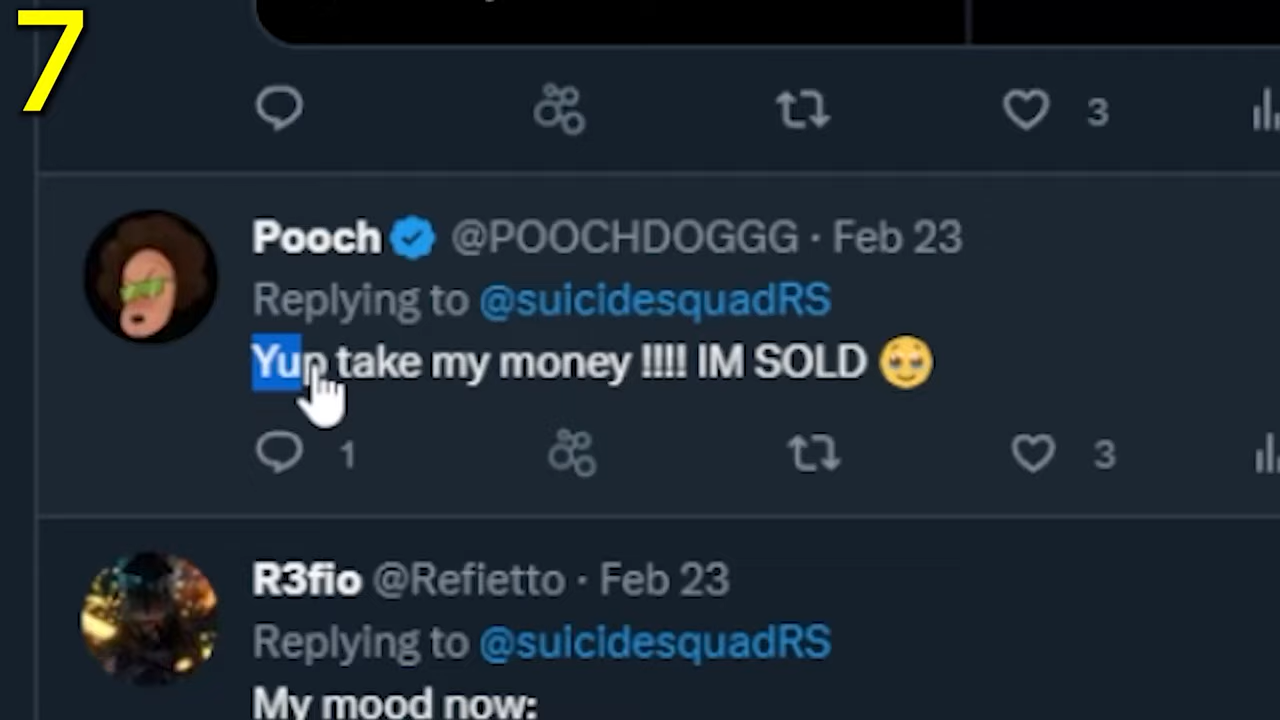 7
3
Pooch @POOCHDOGGG · Feb 23
Replying to @suicidesquadRS
Yup take my money !!!! IM SOLD 🥹
1
3
R3fio @Refietto · Feb 23
Replying to @suicidesquadRS
My mood now: